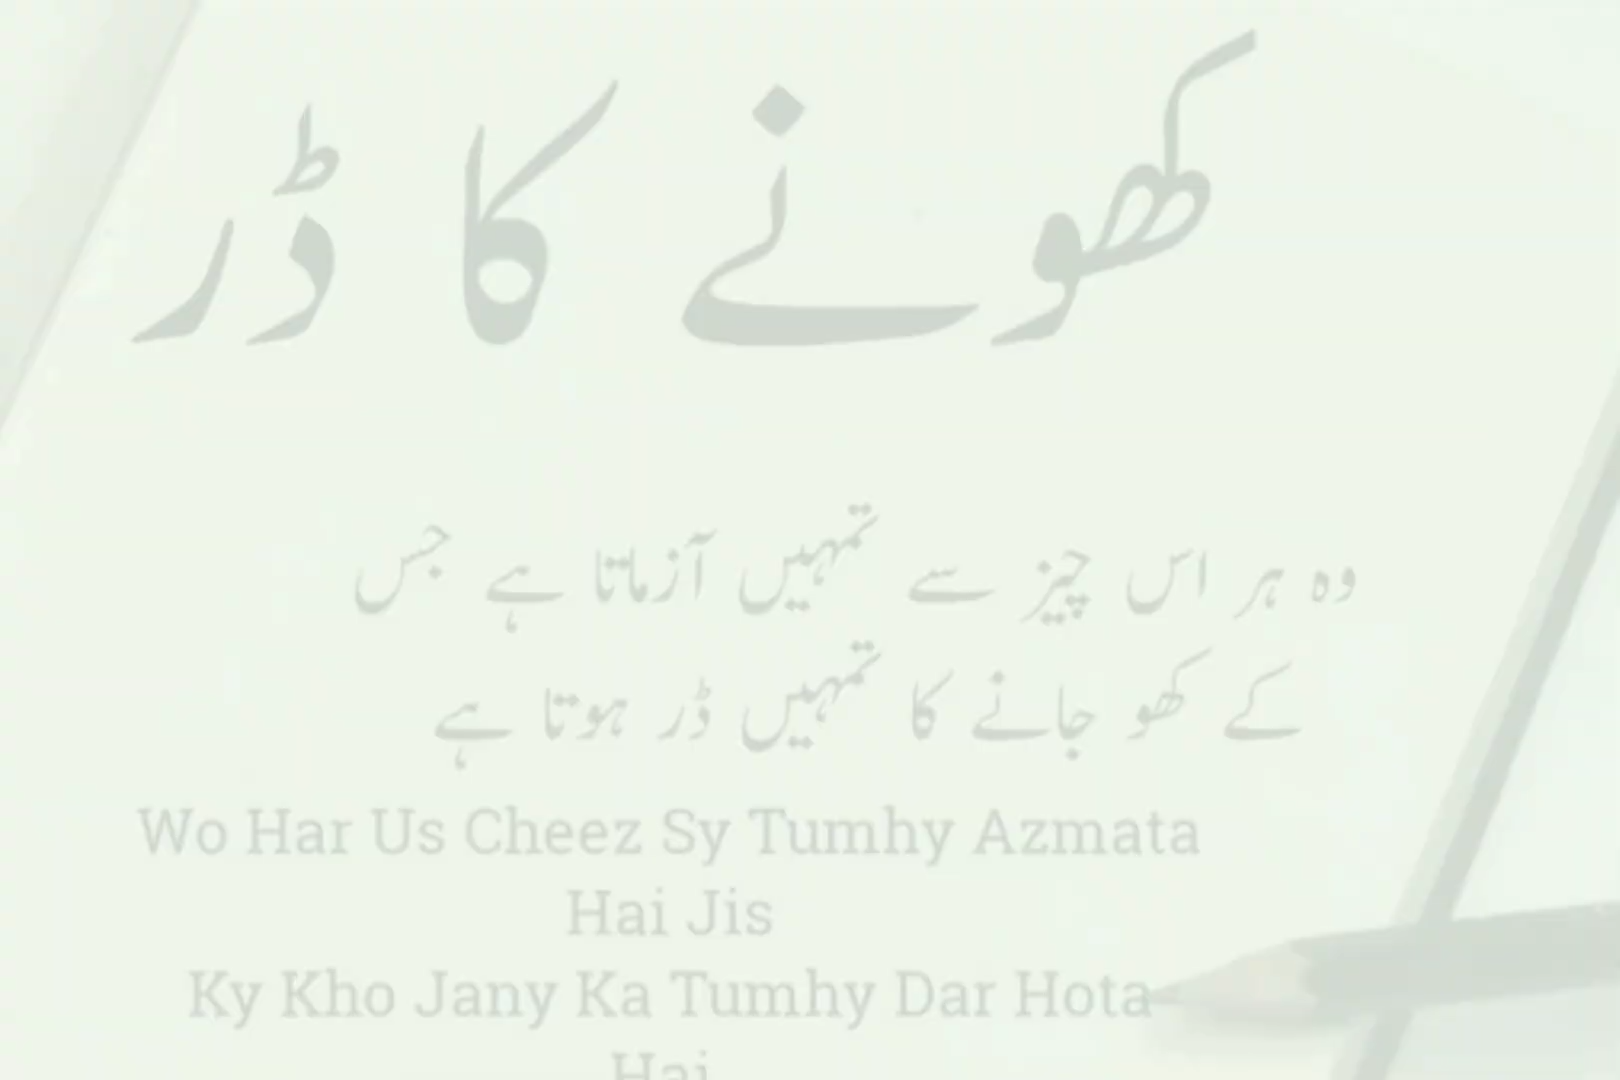 کھونے کا ڈر
وہ ہر اس چیز سے تمہیں آزماتا ہے جس
کے کھو جانے کا تمہیں ڈر ہوتا ہے
Wo Har Us Cheez Sy Tumhy Azmata
Hai Jis
Ky Kho Jany Ka Tumhy Dar Hota
Hai